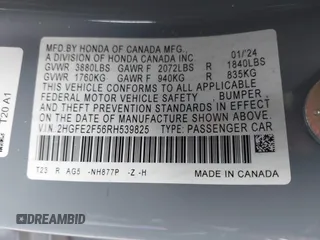 MFD. BY HONDA OF CANADA MFG.,
A DIVISION OF HONDA CANADA INC. 01/'24
GVWR 3880LBS GAWR F 2072LBS R 1840LBS
GVWR 1760KG GAWR F 940KG R 835KG
THIS VEHICLE CONFORMS TO ALL APPLICABLE
FEDERAL MOTOR VEHICLE SAFETY, BUMPER,
AND THEFT PREVENTION STANDARDS IN EFFECT
ON THE DATE OF MANUFACTURE SHOWN ABOVE.
V.I.N: 2HGFE2F56RH539825 TYPE: PASSENGER CAR
T23 R AG5 -NH877P -Z -H
MADE IN CANADA
T20 A1
DREAMBID